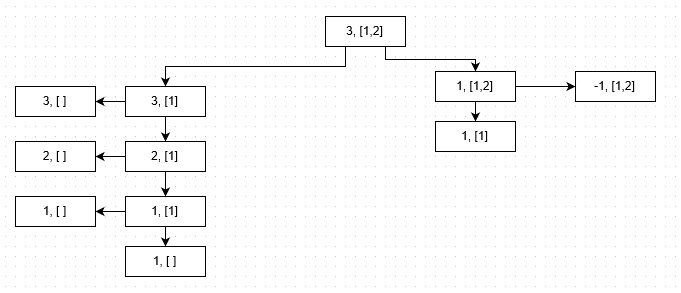 3, [1,2]
1, [1,2]
-1, [1,2]
3, [ ]
3, [1]
1, [1]
2, [ ]
2, [1]
1, [ ]
1, [1]
1, [ ]